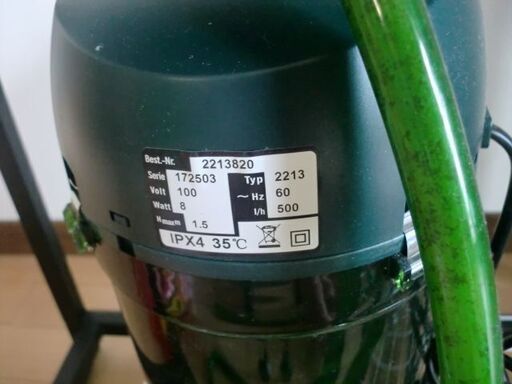 Best.-Nr. 2213820
Serie 172503 Typ 2213
Volt 100 ~ Hz 60
Watt 8 l/h 500
H max m 1.5
IPX4 35℃